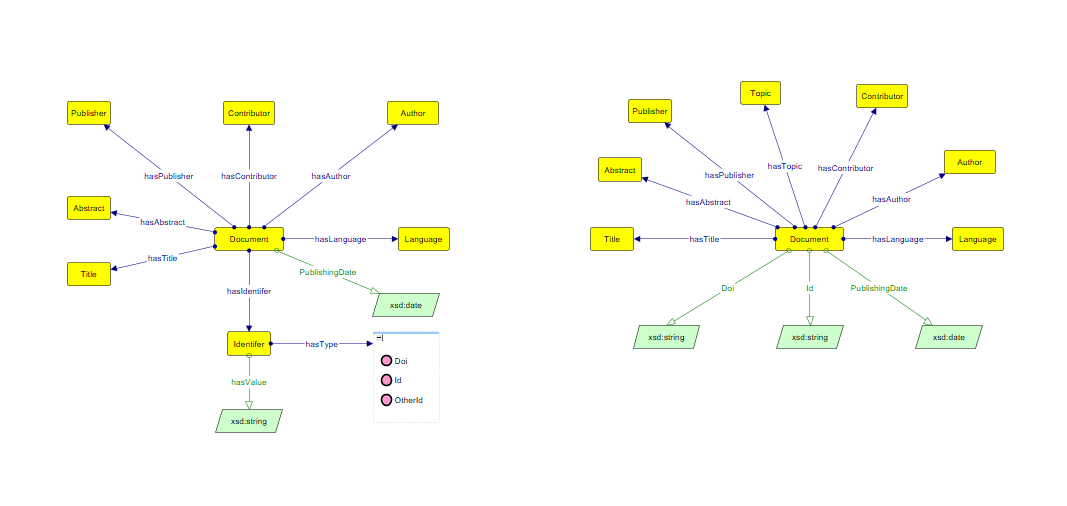 Publisher
Contributor
Author
hasPublisher
hasContributor
hasAuthor
Abstract
hasAbstract
Document
hasLanguage
Language
hasTitle
Title
PublishingDate
hasIdentifer
xsd:date
Identifer
hasType
Doi
Id
OtherId
hasValue
xsd:string
Topic
Contributor
Publisher
Abstract
Author
hasTopic
hasContributor
hasPublisher
hasAbstract
hasAuthor
Title
hasTitle
Document
hasLanguage
Language
Doi
Id
PublishingDate
xsd:string
xsd:string
xsd:date